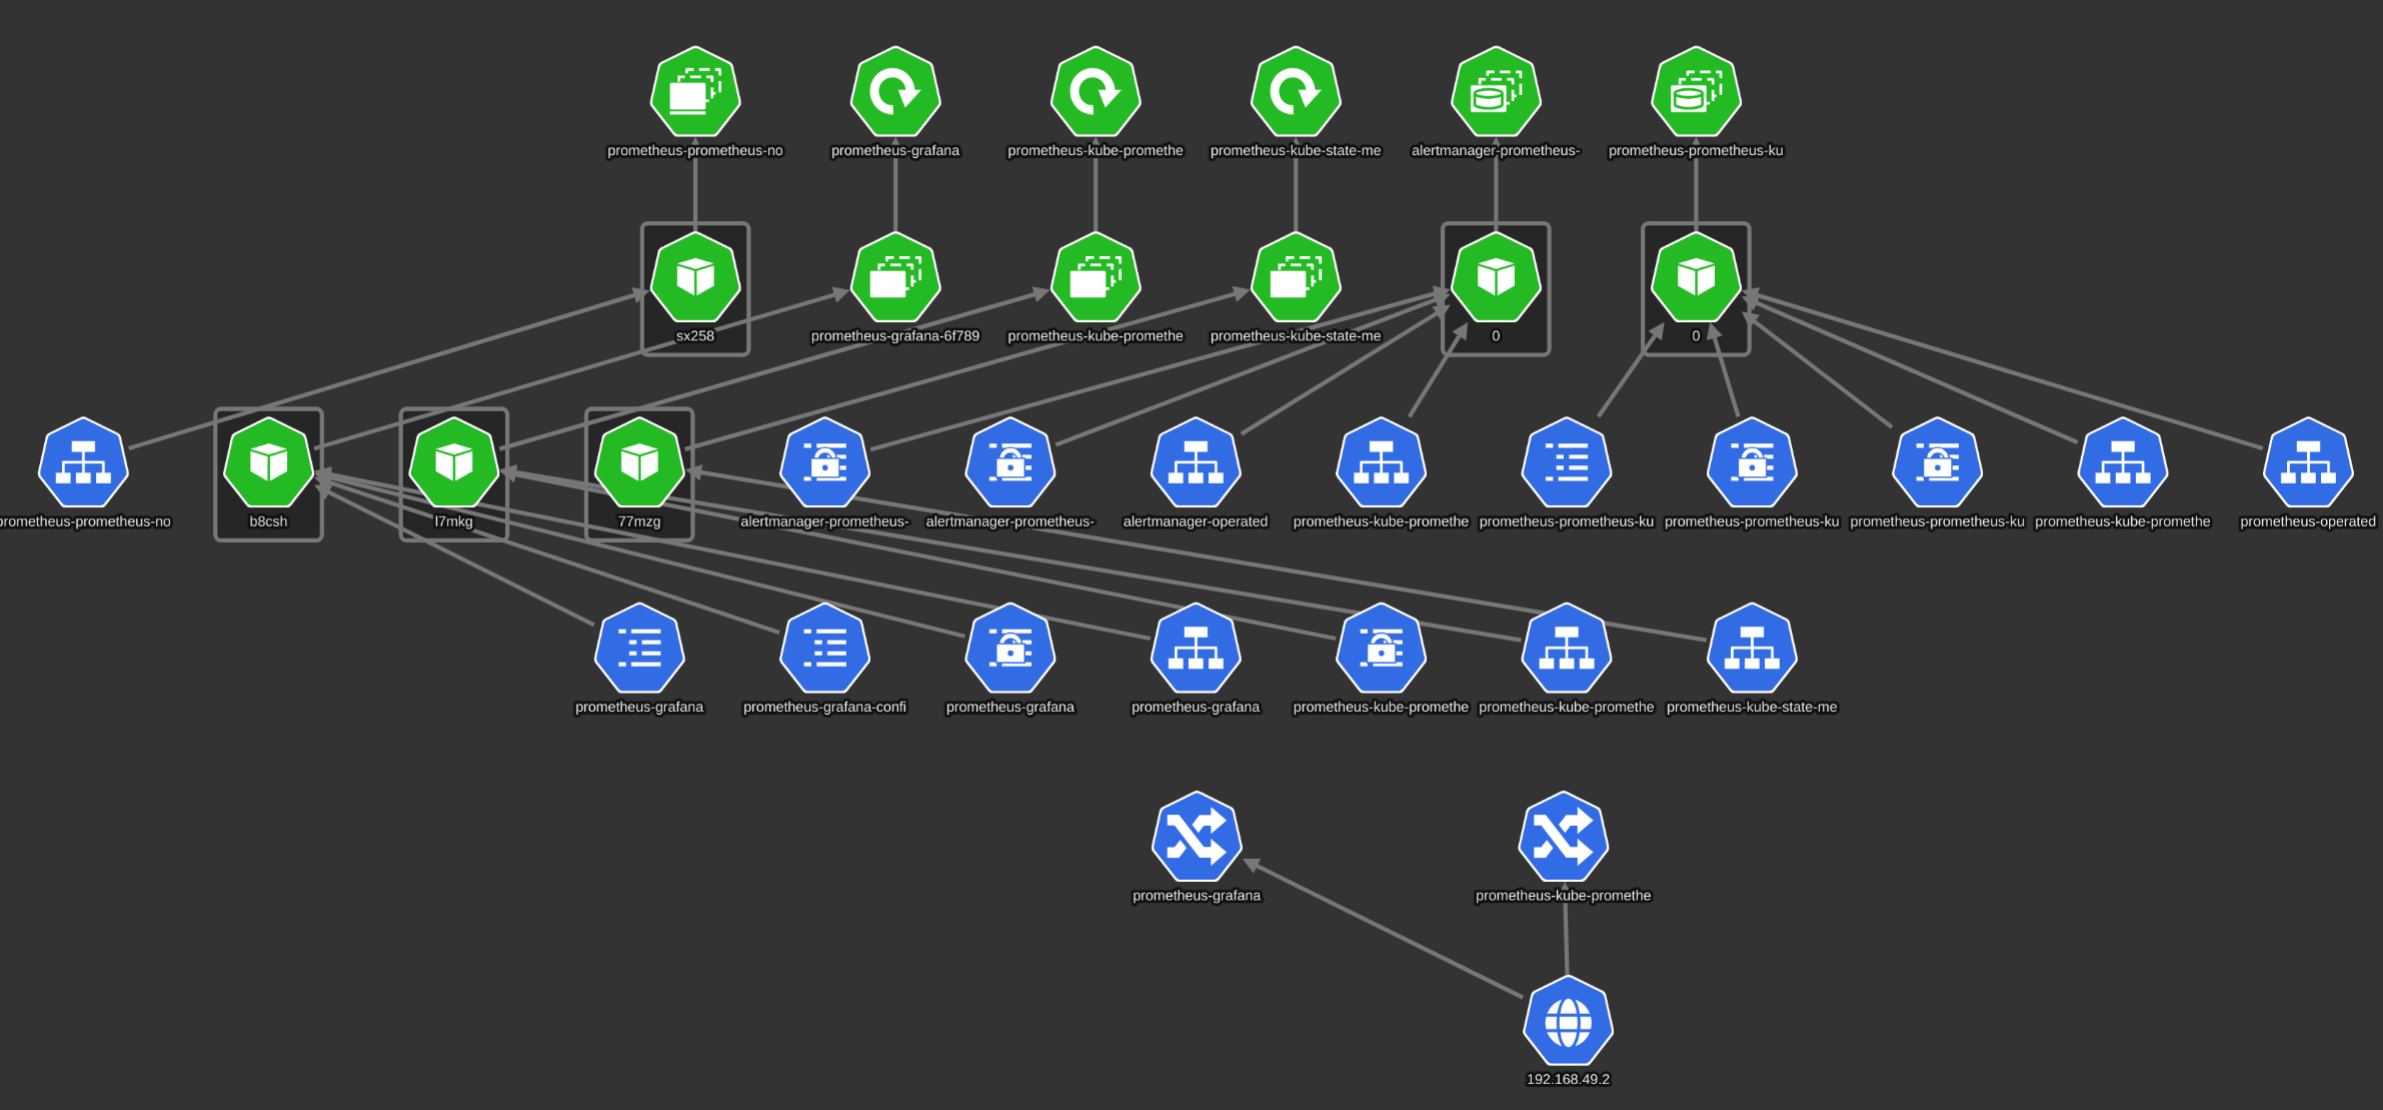 prometheus-prometheus-no
prometheus-grafana
prometheus-kube-promethe
prometheus-kube-state-me
alertmanager-prometheus-
prometheus-prometheus-ku
sx258
prometheus-grafana-6f789
prometheus-kube-promethe
prometheus-kube-state-me
0
0
prometheus-prometheus-no
b8csh
l7mkg
77mzg
alertmanager-prometheus-
alertmanager-prometheus-
alertmanager-operated
prometheus-kube-promethe
prometheus-prometheus-ku
prometheus-prometheus-ku
prometheus-prometheus-ku
prometheus-kube-promethe
prometheus-operated
prometheus-grafana
prometheus-grafana-confi
prometheus-grafana
prometheus-grafana
prometheus-kube-promethe
prometheus-kube-promethe
prometheus-kube-state-me
prometheus-grafana
prometheus-kube-promethe
192.168.49.2